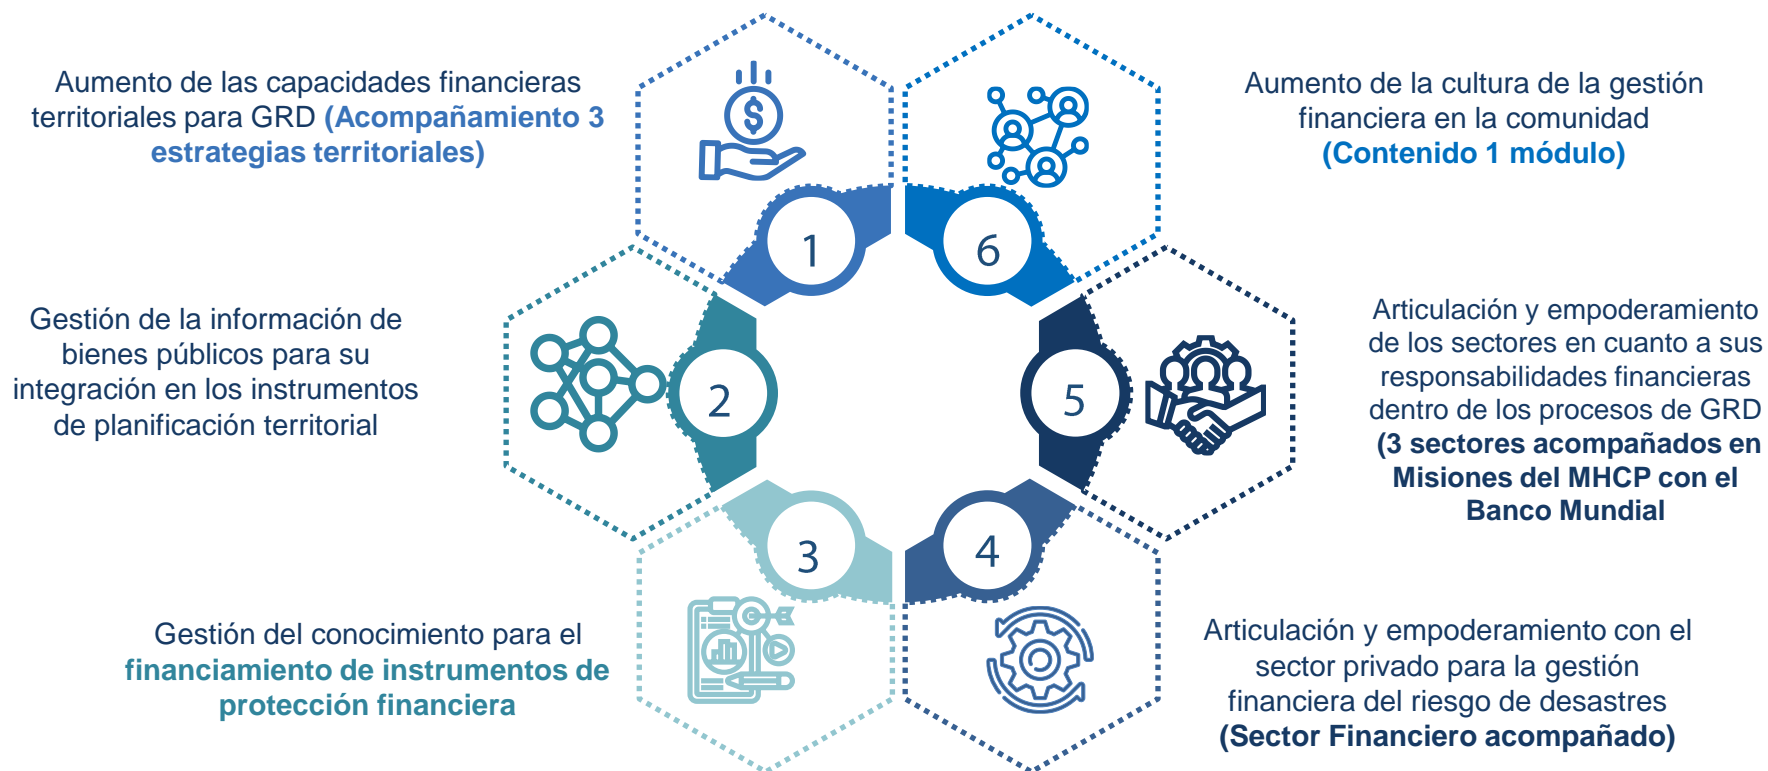 Aumento de las capacidades financieras
territoriales para GRD (Acompañamiento 3
estrategias territoriales)
1
Gestión de la información de
bienes públicos para su
integración en los instrumentos
de planificación territorial
2
Gestión del conocimiento para el
financiamiento de instrumentos de
protección financiera
3
Articulación y empoderamiento con el
sector privado para la gestión
financiera del riesgo de desastres
(Sector Financiero acompañado)
4
Articulación y empoderamiento
de los sectores en cuanto a sus
responsabilidades financieras
dentro de los procesos de GRD
(3 sectores acompañados en
Misiones del MHCP con el
Banco Mundial
5
Aumento de la cultura de la gestión
financiera en la comunidad
(Contenido 1 módulo)
6
$